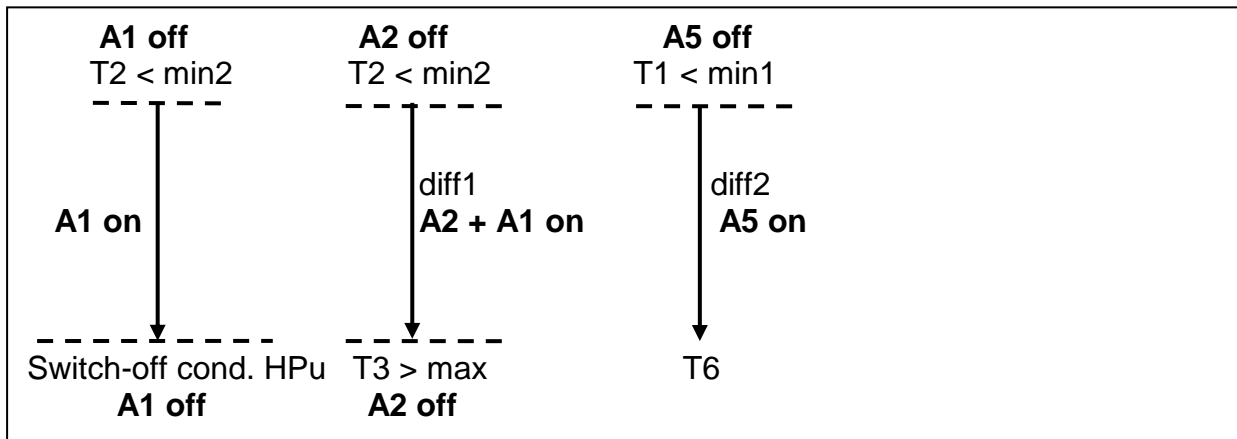 A1 off
T2 < min2
A1 on
Switch-off cond. HPu
A1 off
A2 off
T2 < min2
diff1
A2 + A1 on
T3 > max
A2 off
A5 off
T1 < min1
diff2
A5 on
T6